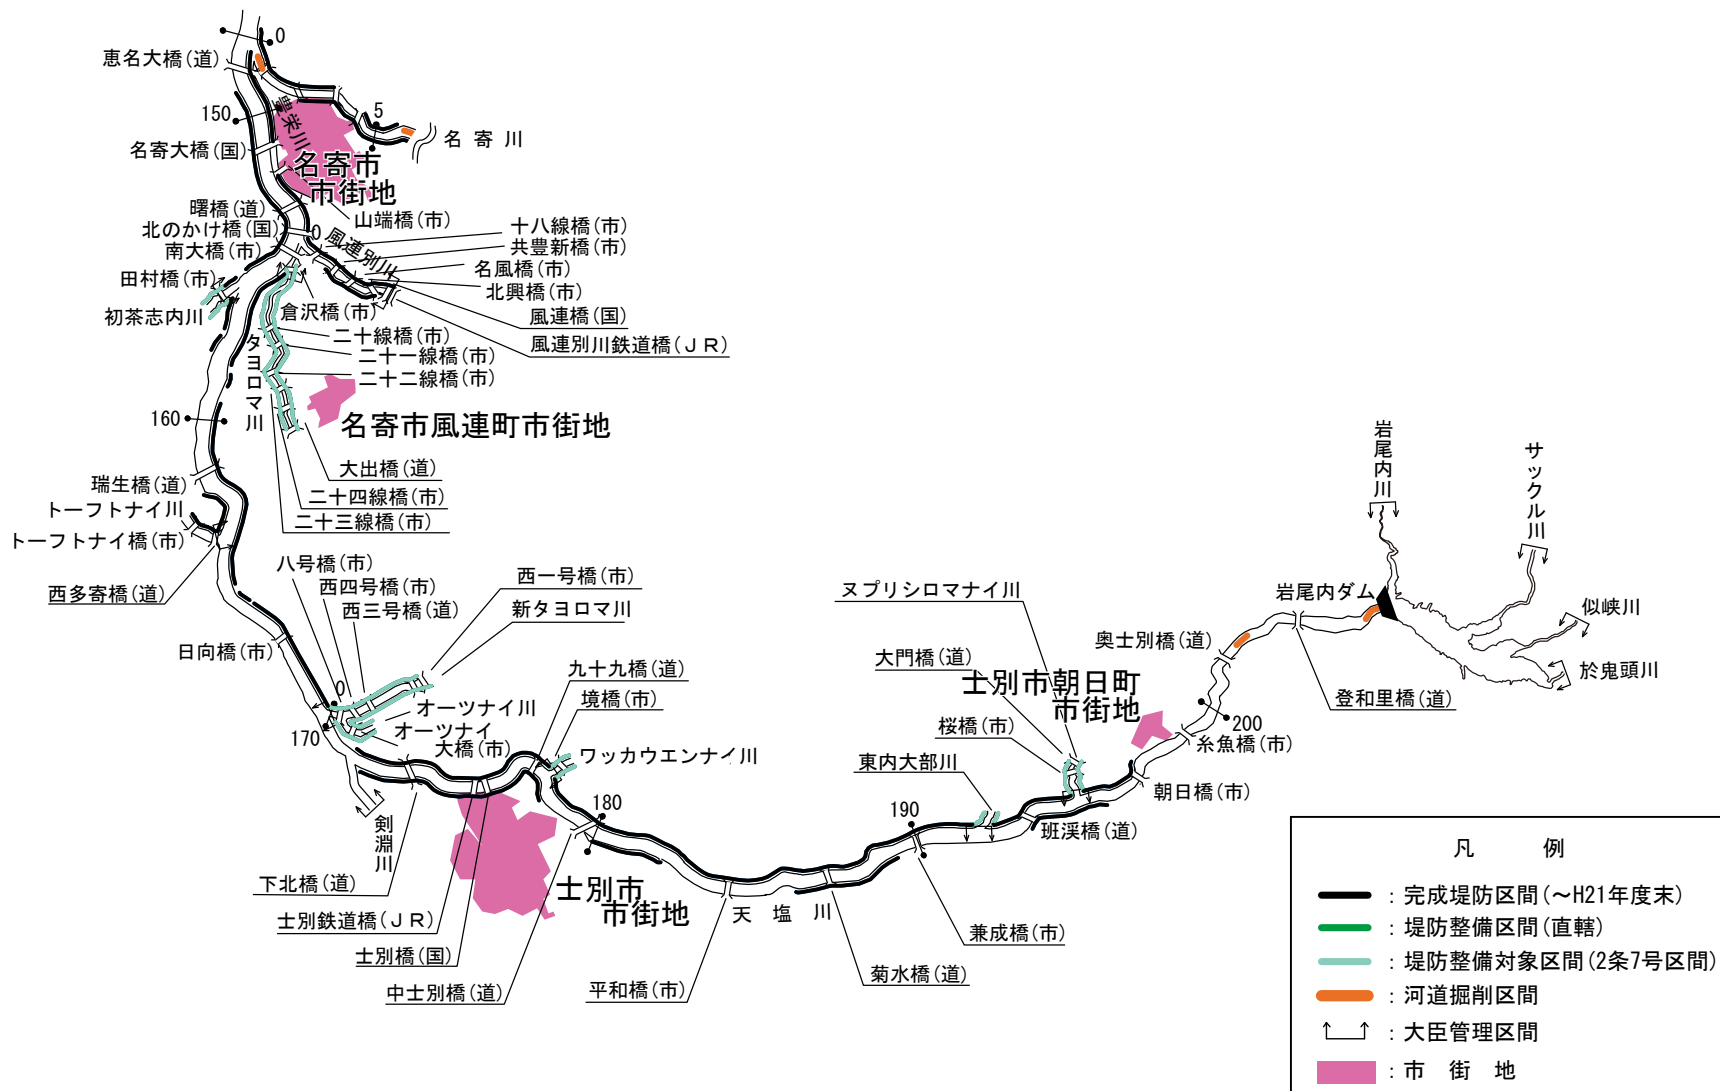 0
恵名大橋(道)
150
豊栄川
5
名寄川
名寄大橋(国)
名寄市
市街地
曙橋(道)
山端橋(市)
北のかけ橋(国)
0
風連別川
十八線橋(市)
南大橋(市)
共豊新橋(市)
田村橋(市)
名風橋(市)
北興橋(市)
初茶志内川
倉沢橋(市)
風連橋(国)
二十線橋(市)
風連別川鉄道橋(JR)
タヨロマ川
二十一線橋(市)
二十二線橋(市)
160
名寄市風連町市街地
大出橋(道)
瑞生橋(道)
二十四線橋(市)
トーフトナイ川
二十三線橋(市)
トーフトナイ橋(市)
八号橋(市)
西四号橋(市)
西一号橋(市)
西多寄橋(道)
西三号橋(道)
新タヨロマ川
日向橋(市)
九十九橋(道)
0
境橋(市)
オーツナイ川
170
オーツナイ
大橋(市)
ワッカウエンナイ川
剣淵川
180
下北橋(道)
士別市
市街地
士別鉄道橋(JR)
士別橋(国)
中士別橋(道)
平和橋(市)
天塩川
菊水橋(道)
兼成橋(市)
190
東内大部川
班渓橋(道)
桜橋(市)
大門橋(道)
ヌプリシロマナイ川
士別市朝日町
市街地
朝日橋(市)
糸魚橋(市)
200
奥士別橋(道)
登和里橋(道)
岩尾内ダム
岩尾内川
サックル川
似峡川
於鬼頭川
凡例
:完成堤防区間(～H21年度末)
:堤防整備区間(直轄)
:堤防整備対象区間(2条7号区間)
:河道掘削区間
:大臣管理区間
:市街地